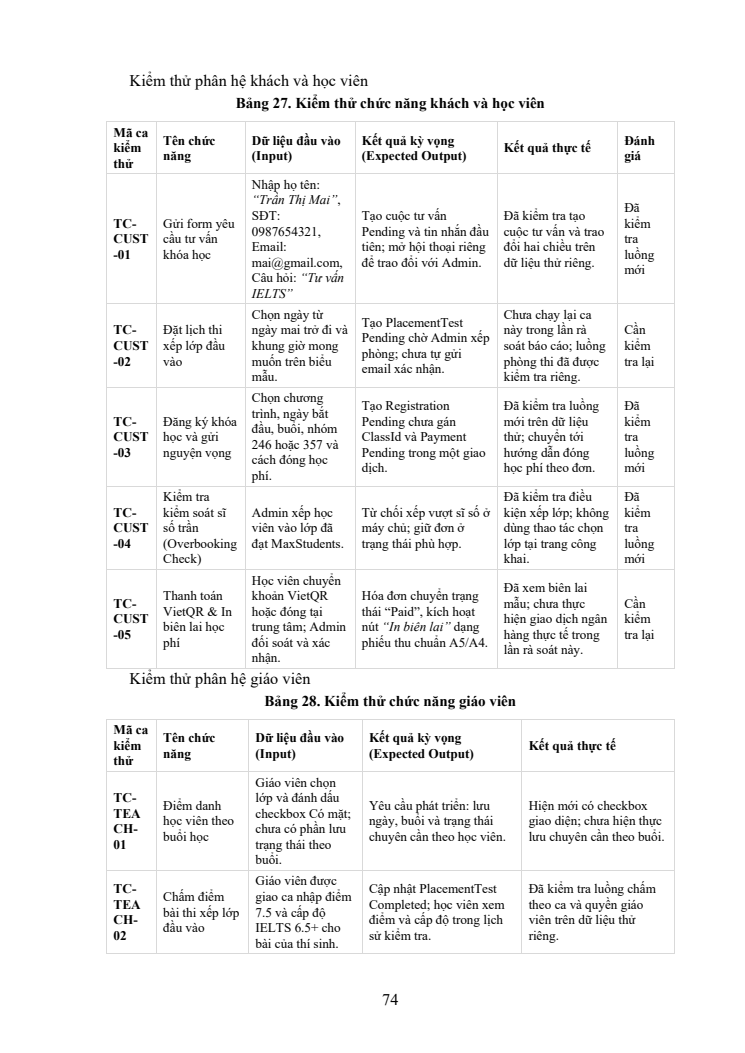 Kiểm thử phân hệ khách và học viên
Bảng 27. Kiểm thử chức năng khách và học viên
Mã ca
kiểm
thử
Tên chức
năng
Dữ liệu đầu vào
(Input)
Kết quả kỳ vọng
(Expected Output)
Kết quả thực tế
Đánh
giá
TC-
CUST
-01
Gửi form yêu
cầu tư vấn
khóa học
Nhập họ tên:
“Trần Thị Mai”,
SĐT:
0987654321,
Email:
mai@gmail.com,
Câu hỏi: “Tư vấn
IELTS”
Tạo cuộc tư vấn
Pending và tin nhắn đầu
tiên; mở hội thoại riêng
để trao đổi với Admin.
Đã kiểm tra tạo
cuộc tư vấn và trao
đổi hai chiều trên
dữ liệu thử riêng.
Đã
kiểm
tra
luồng
mới
TC-
CUST
-02
Đặt lịch thi
xếp lớp đầu
vào
Chọn ngày từ
ngày mai trở đi và
khung giờ mong
muốn trên biểu
mẫu.
Tạo PlacementTest
Pending chờ Admin xếp
phòng; chưa tự gửi
email xác nhận.
Chưa chạy lại ca
này trong lần rà
soát báo cáo; luồng
phòng thi đã được
kiểm tra riêng.
Cần
kiểm
tra lại
TC-
CUST
-03
Đăng ký khóa
học và gửi
nguyện vọng
Chọn chương
trình, ngày bắt
đầu, buổi, nhóm
246 hoặc 357 và
cách đóng học
phí.
Tạo Registration
Pending chưa gán
ClassId và Payment
Pending trong một giao
dịch.
Đã kiểm tra luồng
mới trên dữ liệu
thử; chuyển tới
hướng dẫn đóng
học phí theo đơn.
Đã
kiểm
tra
luồng
mới
TC-
CUST
-04
Kiểm tra
kiểm soát sĩ
số trần
(Overbooking
Check)
Admin xếp học
viên vào lớp đã
đạt MaxStudents.
Từ chối xếp vượt sĩ số ở
máy chủ; giữ đơn ở
trạng thái phù hợp.
Đã kiểm tra điều
kiện xếp lớp; không
dùng thao tác chọn
lớp tại trang công
khai.
Đã
kiểm
tra
luồng
mới
TC-
CUST
-05
Thanh toán
VietQR & In
biên lai học
phí
Học viên chuyển
khoản VietQR
hoặc đóng tại
trung tâm; Admin
đối soát và xác
nhận.
Hóa đơn chuyển trạng
thái “Paid”, kích hoạt
nút “In biên lai” dạng
phiếu thu chuẩn A5/A4.
Đã xem biên lai
mẫu; chưa thực
hiện giao dịch ngân
hàng thực tế trong
lần rà soát này.
Cần
kiểm
tra lại
Kiểm thử phân hệ giáo viên
Bảng 28. Kiểm thử chức năng giáo viên
Mã ca
kiểm
thử
Tên chức
năng
Dữ liệu đầu vào
(Input)
Kết quả kỳ vọng
(Expected Output)
Kết quả thực tế
TC-
TEA
CH-
01
Điểm danh
học viên theo
buổi học
Giáo viên chọn
lớp và đánh dấu
checkbox Có mặt;
chưa có phần lưu
trạng thái theo
buổi.
Yêu cầu phát triển: lưu
ngày, buổi và trạng thái
chuyên cần theo học viên.
Hiện mới có checkbox
giao diện; chưa hiện thực
lưu chuyên cần theo buổi.
TC-
TEA
CH-
02
Chấm điểm
bài thi xếp lớp
đầu vào
Giáo viên được
giao ca nhập điểm
7.5 và cấp độ
IELTS 6.5+ cho
bài của thí sinh.
Cập nhật PlacementTest
Completed; học viên xem
điểm và cấp độ trong lịch
sử kiểm tra.
Đã kiểm tra luồng chấm
theo ca và quyền giáo
viên trên dữ liệu thử
riêng.
74